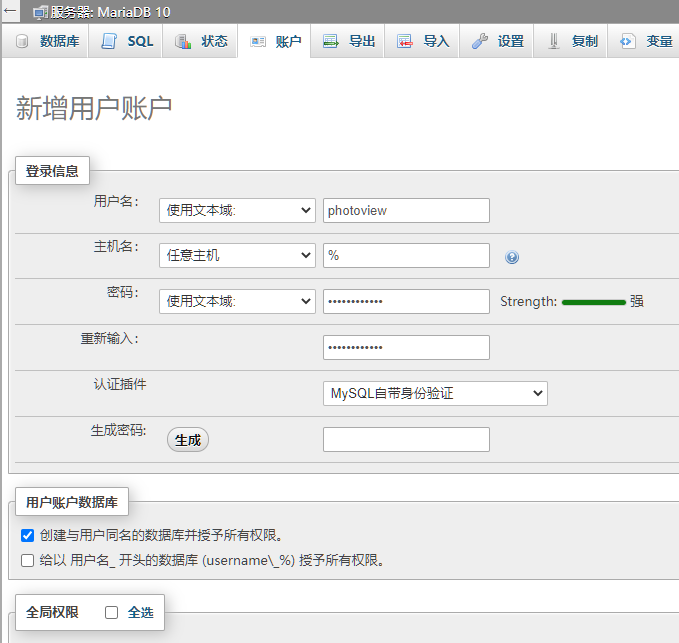 服务器: MariaDB 10
数据库 SQL 状态 账户 导出 导入 设置 复制 变量
新增用户账户
登录信息
用户名: 使用文本域: photoview
主机名: 任意主机 %
密码: 使用文本域: •••••••••••• Strength: 强
重新输入: ••••••••••••
认证插件 MySQL自带身份验证
生成密码: 生成
用户账户数据库
创建与用户同名的数据库并授予所有权限。
给以 用户名_ 开头的数据库 (username\_%) 授予所有权限。
全局权限 全选